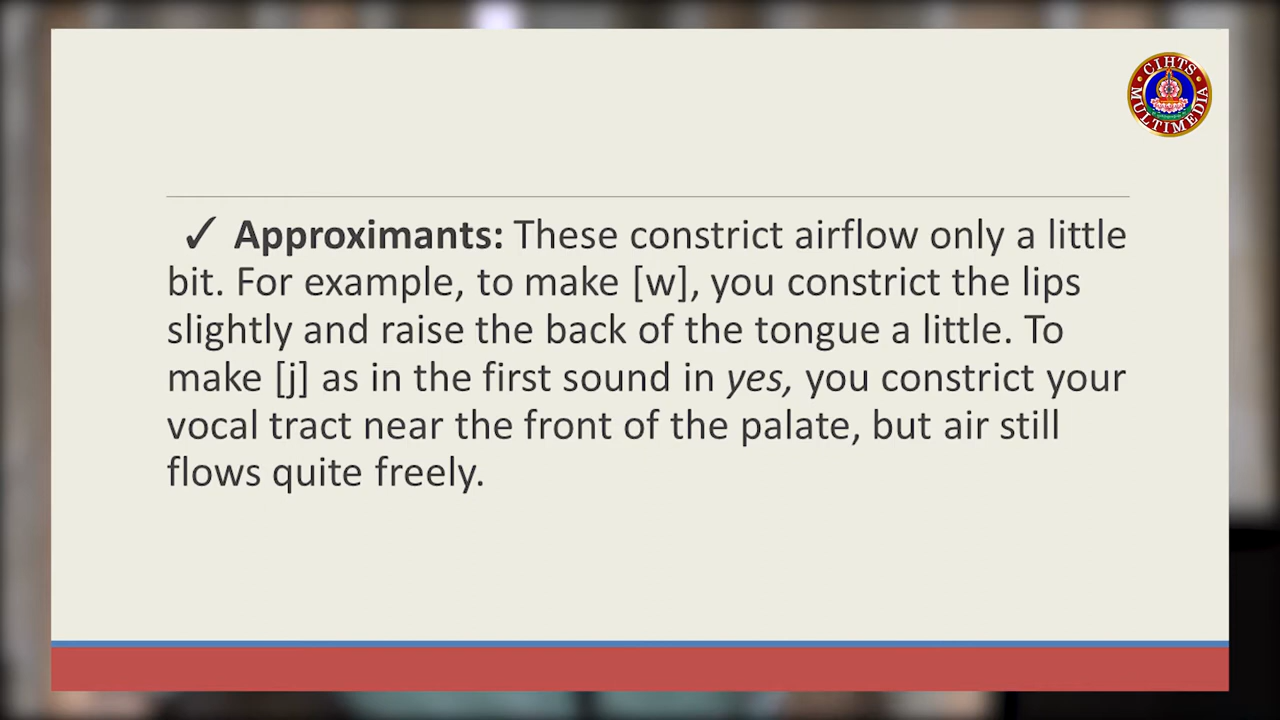 CIHTS
MULTIMEDIA
✓ Approximants: These constrict airflow only a little
bit. For example, to make [w], you constrict the lips
slightly and raise the back of the tongue a little. To
make [j] as in the first sound in yes, you constrict your
vocal tract near the front of the palate, but air still
flows quite freely.